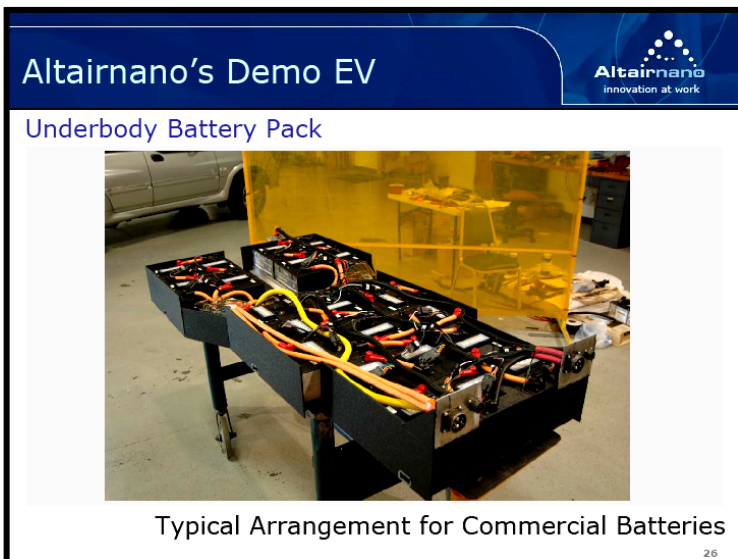 Altairnano's Demo EV
Altairnano
innovation at work
Underbody Battery Pack
Typical Arrangement for Commercial Batteries
26